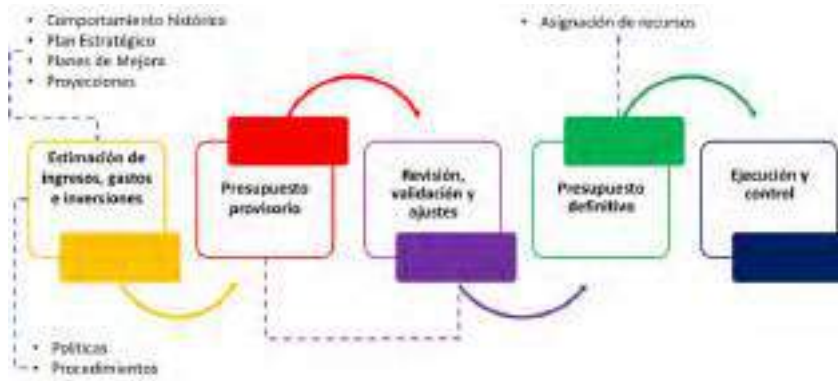 • Comportamiento histórico
• Plan Estratégico
• Planes de Mejora
• Proyecciones
• Asignación de recursos
Estimación de
ingresos, gastos
e inversiones
Presupuesto
provisorio
Revisión,
validación y
ajustes
Presupuesto
definitivo
Ejecución y
control
• Políticas
• Procedimientos